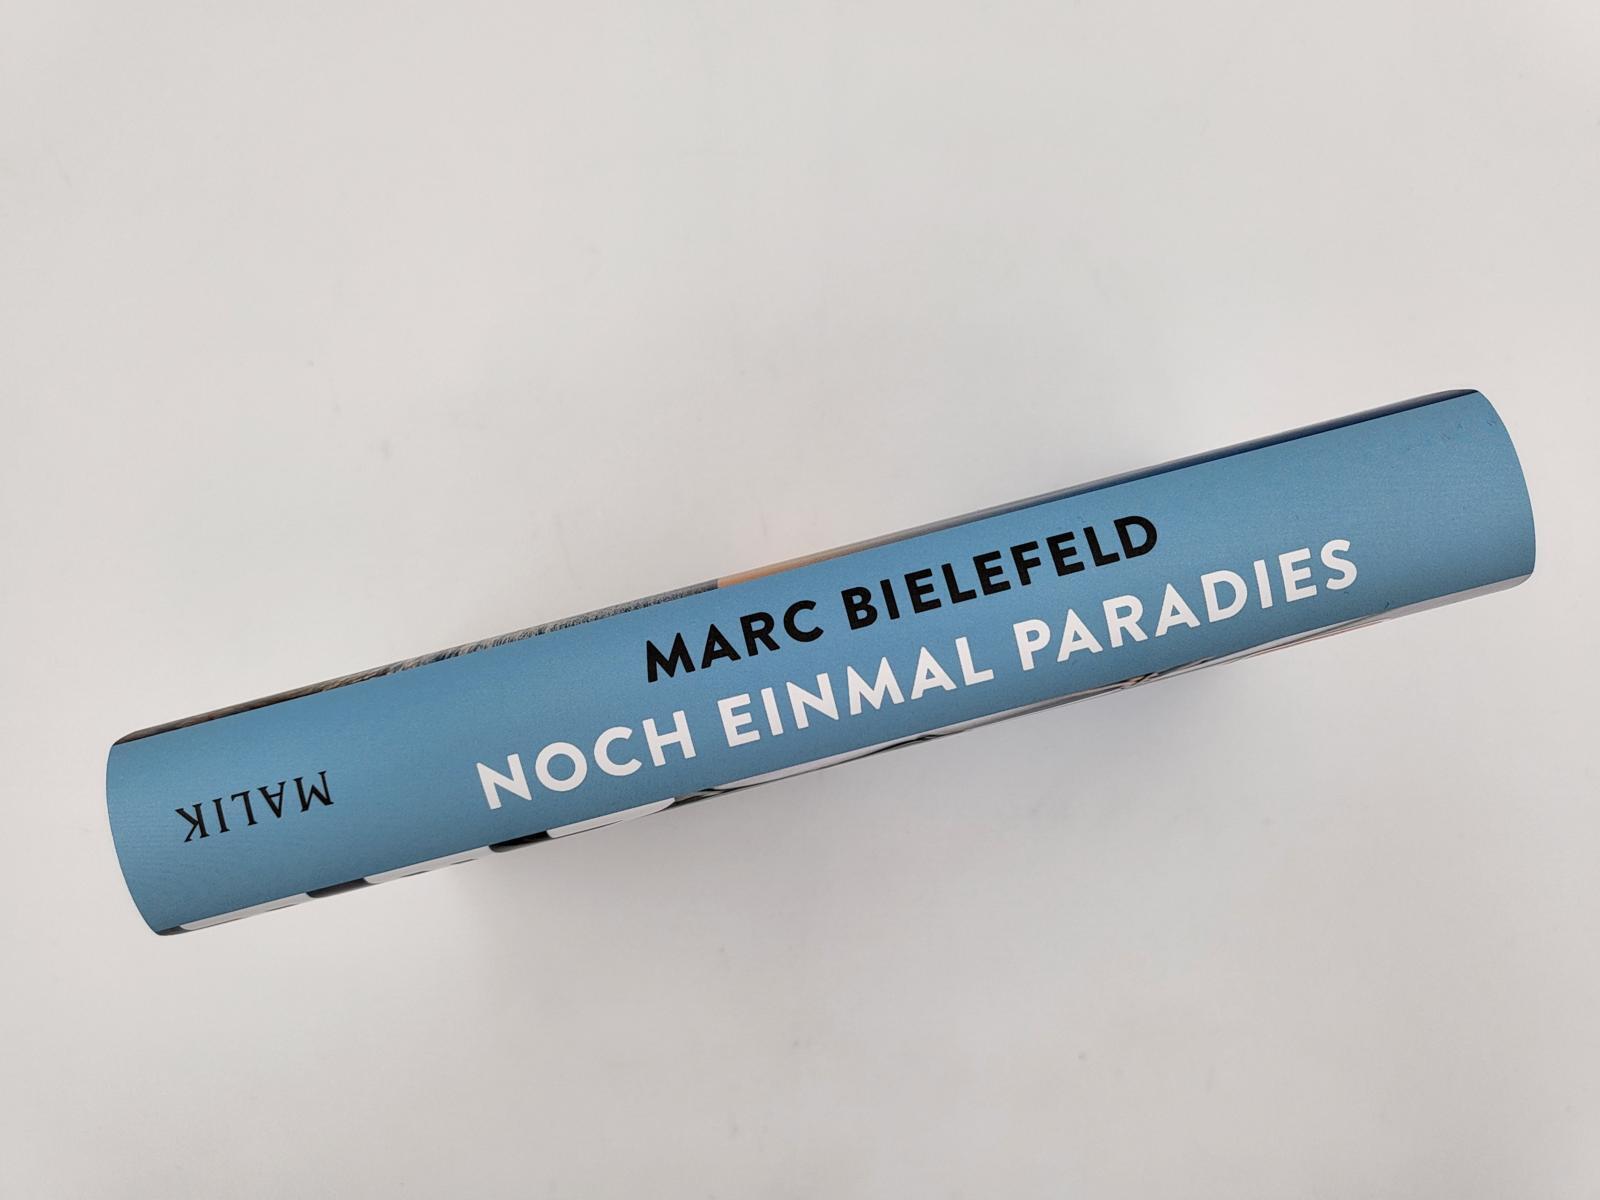 MARC BIELEFELD
NOCH EINMAL PARADIES
MALIK